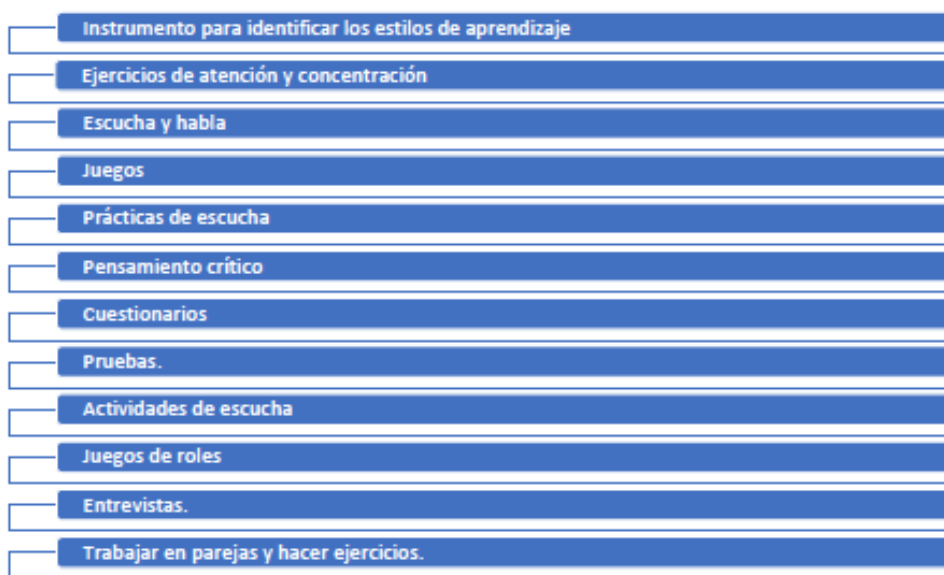 Instrumento para identificar los estilos de aprendizaje
Ejercicios de atención y concentración
Escucha y habla
Juegos
Prácticas de escucha
Pensamiento crítico
Cuestionarios
Pruebas.
Actividades de escucha
Juegos de roles
Entrevistas.
Trabajar en parejas y hacer ejercicios.